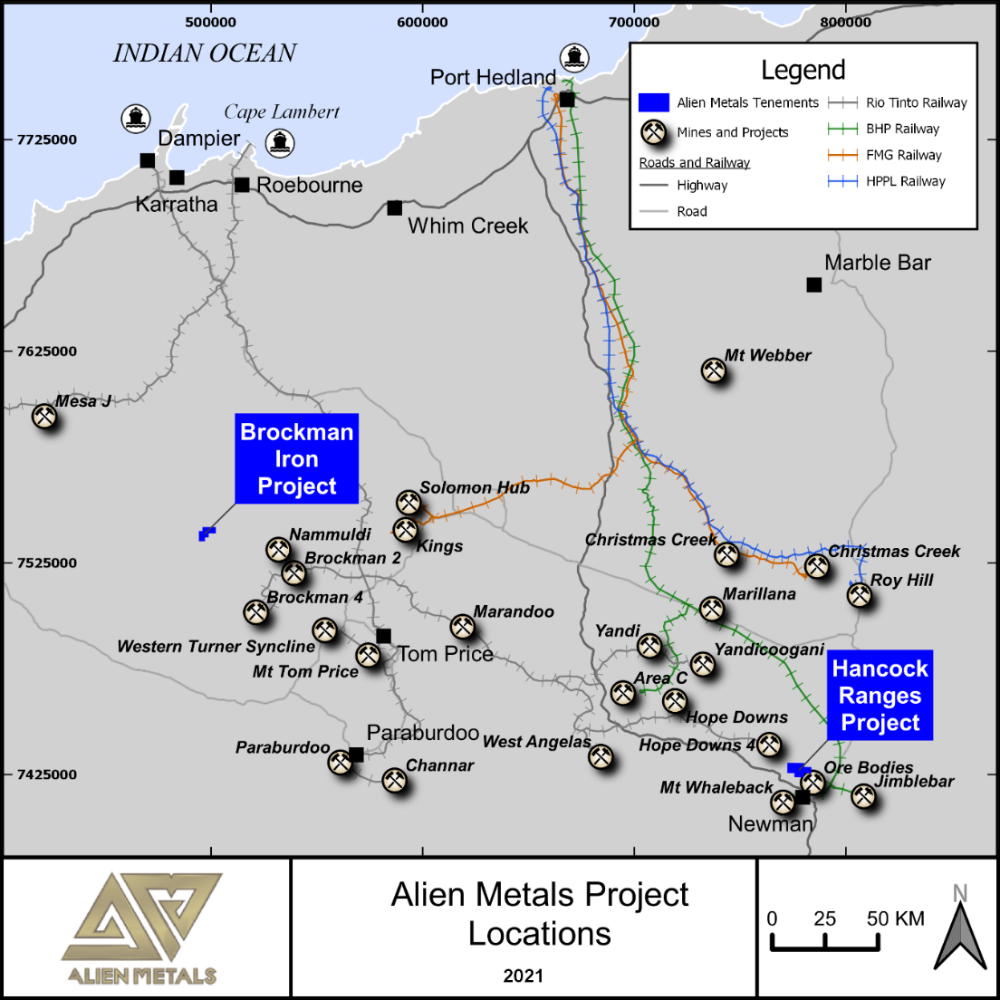 500000
600000
700000
800000
INDIAN OCEAN
Port Hedland
Cape Lambert
Dampier
7725000
Karratha
Roebourne
Whim Creek
Legend
Alien Metals Tenements
Mines and Projects
Roads and Railway
Highway
Road
Rio Tinto Railway
BHP Railway
FMG Railway
HPPL Railway
Marble Bar
7625000
Mt Webber
Mesa J
Brockman
Iron
Project
Solomon Hub
Nammuldi
Kings
Christmas Creek
Christmas Creek
7525000
Brockman 2
Roy Hill
Brockman 4
Marillana
Marandoo
Yandi
Western Turner Syncline
Tom Price
Yandicoogani
Mt Tom Price
Area C
Hancock
Ranges
Project
Hope Downs
Paraburdoo
Paraburdoo
West Angelas
Hope Downs 4
Channar
Ore Bodies
7425000
Mt Whaleback
Jimblebar
Newman
ALIEN METALS
Alien Metals Project
Locations
2021
0 25 50 KM
N